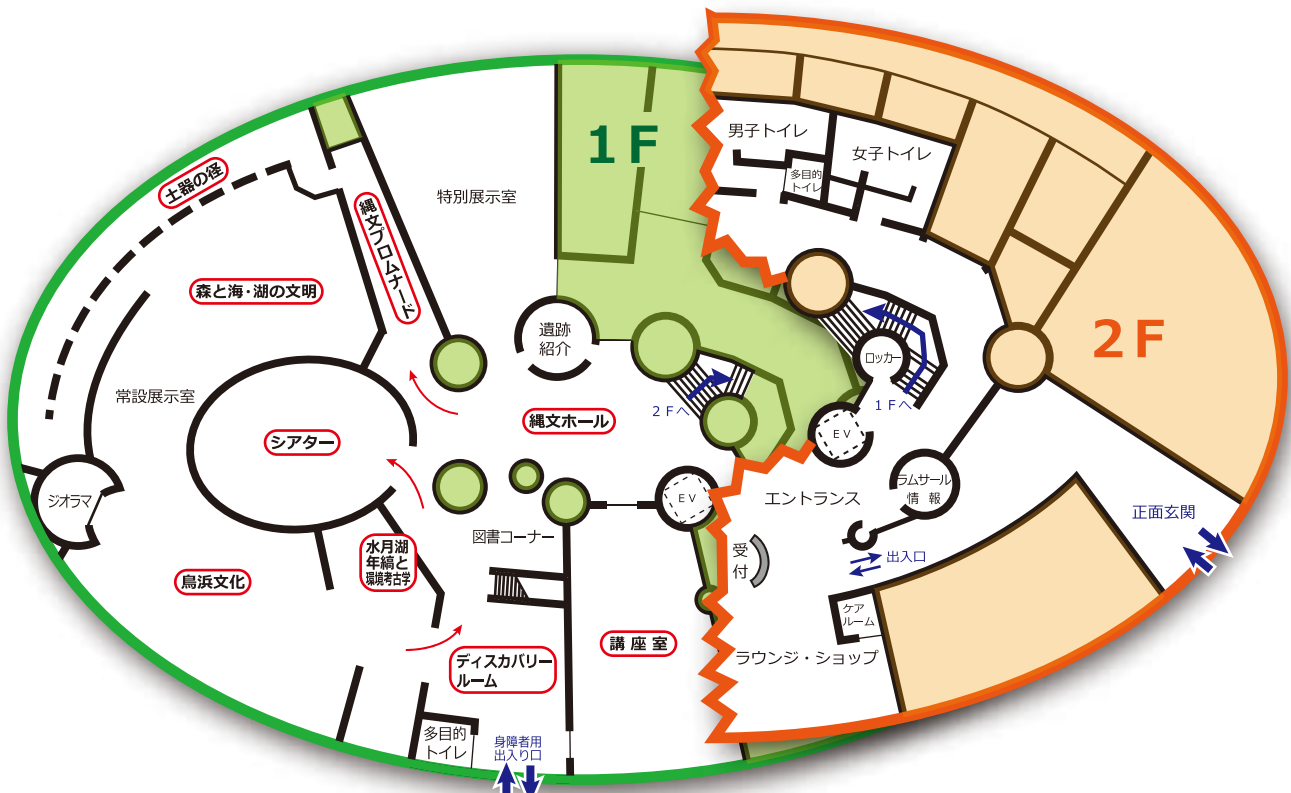 1F
2F
土器の径
縄文プロムナード
特別展示室
森と海・湖の文明
遺跡
紹介
常設展示室
シアター
縄文ホール
2Fへ
ジオラマ
EV
図書コーナー
水月湖
年縞と
環境考古学
鳥浜文化
講座室
ディスカバリー
ルーム
多目的
トイレ
身障者用
出入り口
男子トイレ
女子トイレ
多目的
トイレ
ロッカー
1Fへ
EV
エントランス
ラムサール
情報
正面玄関
受付
出入口
ケア
ルーム
ラウンジ・ショップ